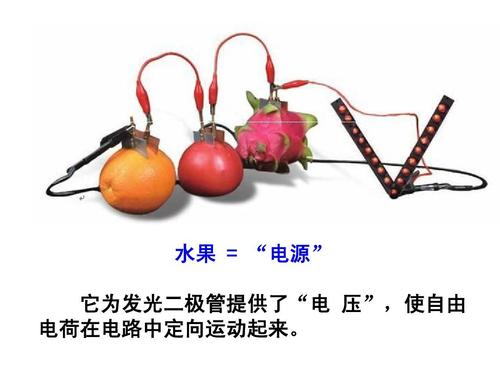 水果 = “电源”
它为发光二极管提供了“电 压”，使自由
电荷在电路中定向运动起来。